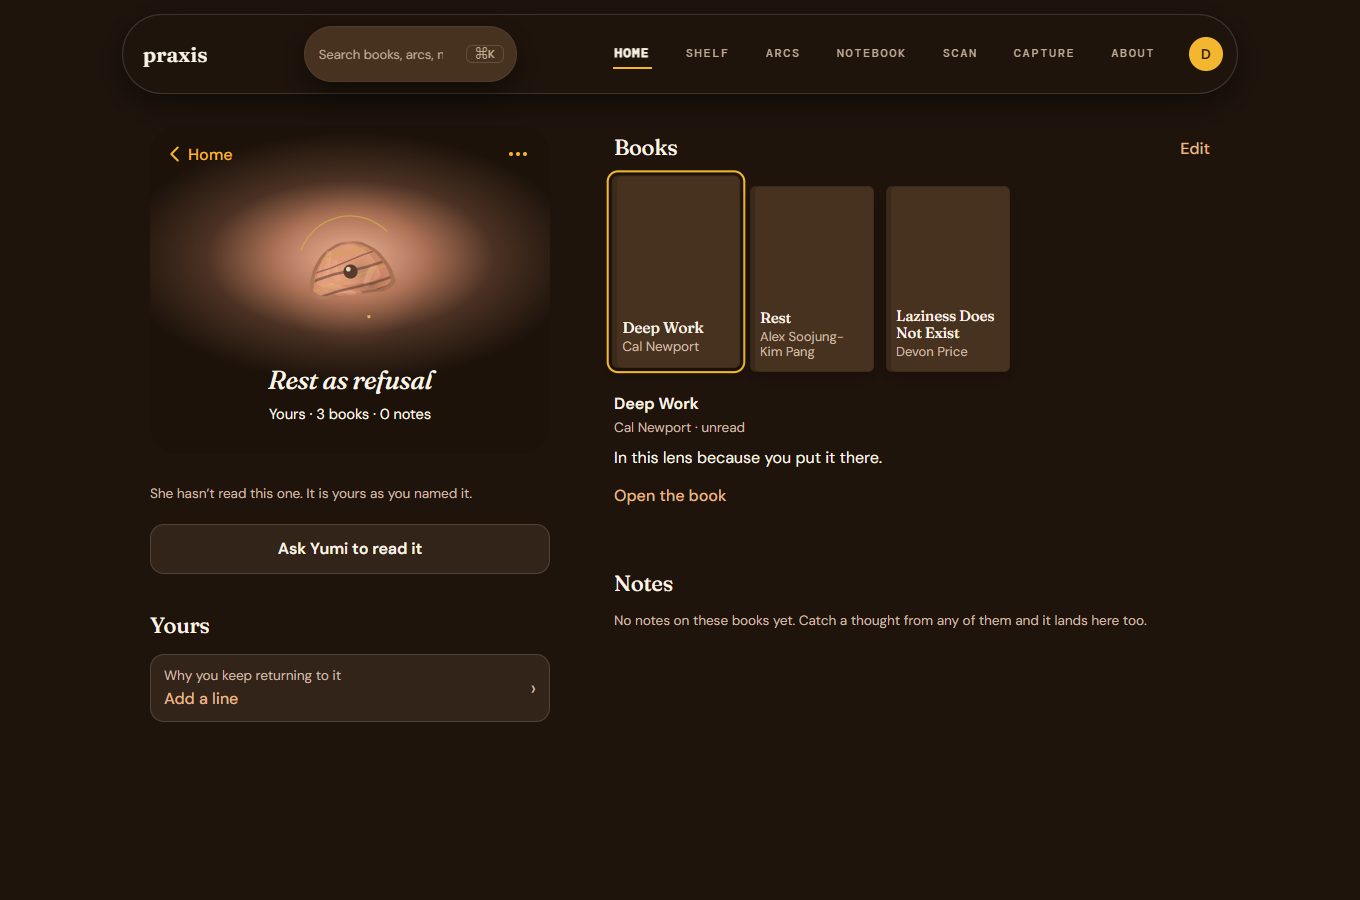 praxis
Search books, arcs, n
⌘K
HOME
SHELF
ARCS
NOTEBOOK
SCAN
CAPTURE
ABOUT
D
Home
Rest as refusal
Yours · 3 books · 0 notes
She hasn’t read this one. It is yours as you named it.
Ask Yumi to read it
Yours
Why you keep returning to it
Add a line
Books
Edit
Deep Work
Cal Newport
Rest
Alex Soojung-
Kim Pang
Laziness Does
Not Exist
Devon Price
Deep Work
Cal Newport · unread
In this lens because you put it there.
Open the book
Notes
No notes on these books yet. Catch a thought from any of them and it lands here too.